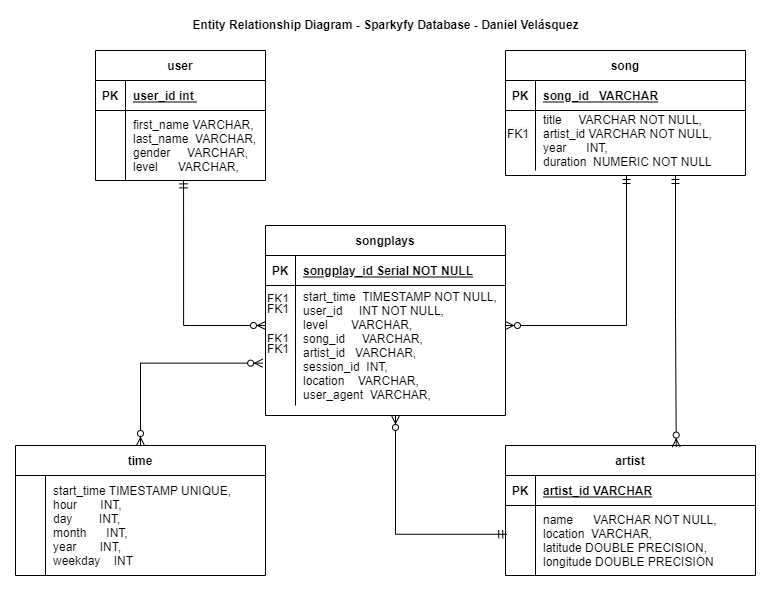 Entity Relationship Diagram - Sparkyfy Database - Daniel Velásquez
user
PK user_id int
first_name VARCHAR,
last_name VARCHAR,
gender VARCHAR,
level VARCHAR,
song
PK song_id VARCHAR
title VARCHAR NOT NULL,
FK1 artist_id VARCHAR NOT NULL,
year INT,
duration NUMERIC NOT NULL
songplays
PK songplay_id Serial NOT NULL
FK1 start_time TIMESTAMP NOT NULL,
FK1 user_id INT NOT NULL,
level VARCHAR,
FK1 song_id VARCHAR,
FK1 artist_id VARCHAR,
session_id INT,
location VARCHAR,
user_agent VARCHAR,
time
start_time TIMESTAMP UNIQUE,
hour INT,
day INT,
month INT,
year INT,
weekday INT
artist
PK artist_id VARCHAR
name VARCHAR NOT NULL,
location VARCHAR,
latitude DOUBLE PRECISION,
longitude DOUBLE PRECISION